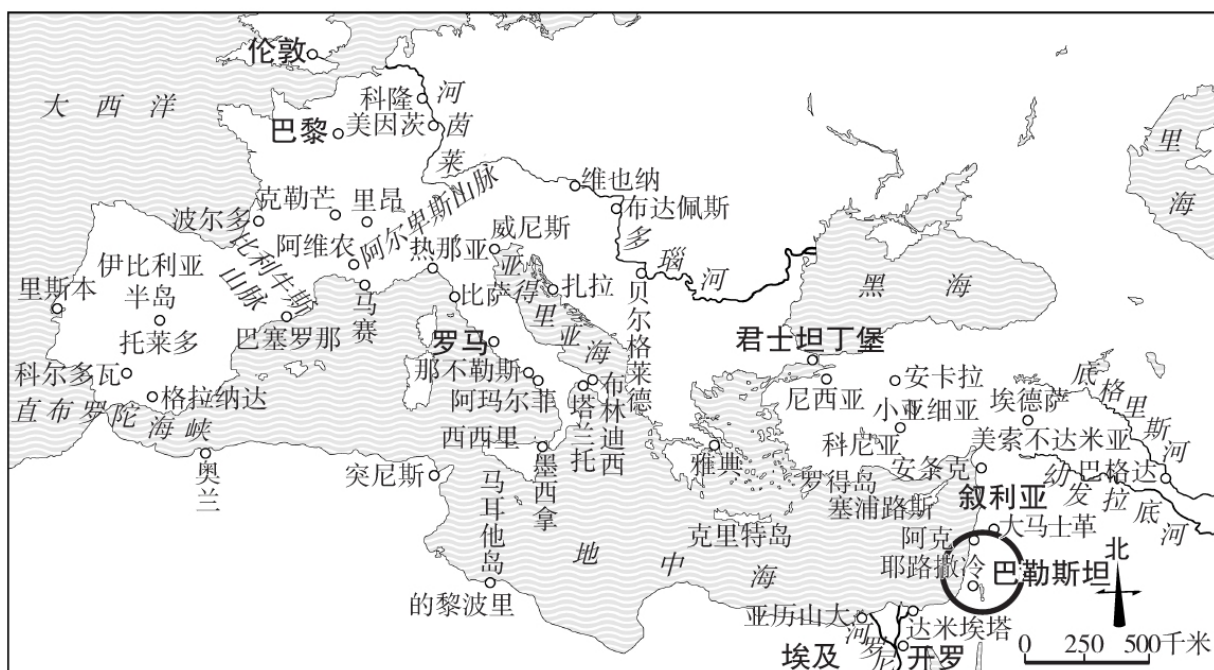 伦敦
大西洋
科隆
河
茵
莱
巴黎
美因茨
里
海
维也纳
克勒芒
里昂
阿尔卑斯山脉
布达佩斯
波尔多
威尼斯
多
瑙
河
阿维农
热那亚
比利牛斯
山脉
伊比利亚
半岛
亚得里亚海
扎拉
黑海
里斯本
马赛
比萨
贝尔格莱德
托莱多
巴塞罗那
罗马
君士坦丁堡
科尔多瓦
那不勒斯
布林迪西
尼西亚
安卡拉
底格里斯河
直布罗陀海峡
格拉纳达
阿玛尔菲
塔兰托
小亚细亚
埃德萨
西西里
科尼亚
美索不达米亚
奥兰
突尼斯
墨西拿
雅典
罗得岛
安条克
幼发拉底河
巴格达
马耳他岛
塞浦路斯
叙利亚
克里特岛
大马士革
地中海
阿克
北
耶路撒冷
巴勒斯坦
的黎波里
亚历山大
河
罗
尼
达米埃塔
埃及
开罗
0 250 500千米